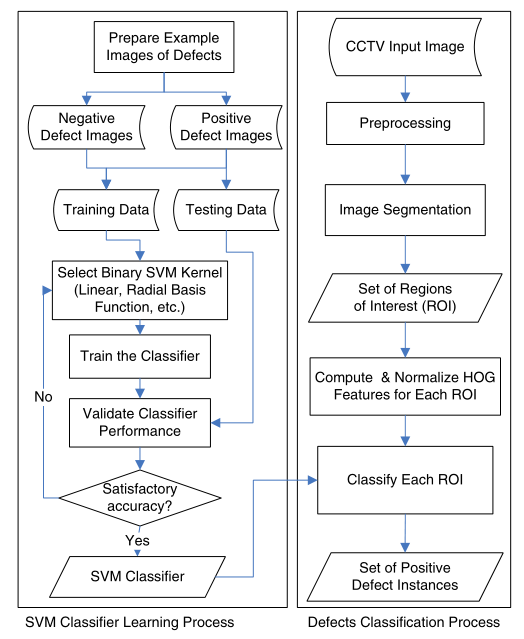 Prepare Example
Images of Defects
Negative
Defect Images
Positive
Defect Images
Training Data
Testing Data
Select Binary SVM Kernel
(Linear, Radial Basis
Function, etc.)
Train the Classifier
No
Validate Classifier
Performance
Satisfactory
accuracy?
Yes
SVM Classifier
SVM Classifier Learning Process
CCTV Input Image
Preprocessing
Image Segmentation
Set of Regions
of Interest (ROI)
Compute & Normalize HOG
Features for Each ROI
Classify Each ROI
Set of Positive
Defect Instances
Defects Classification Process